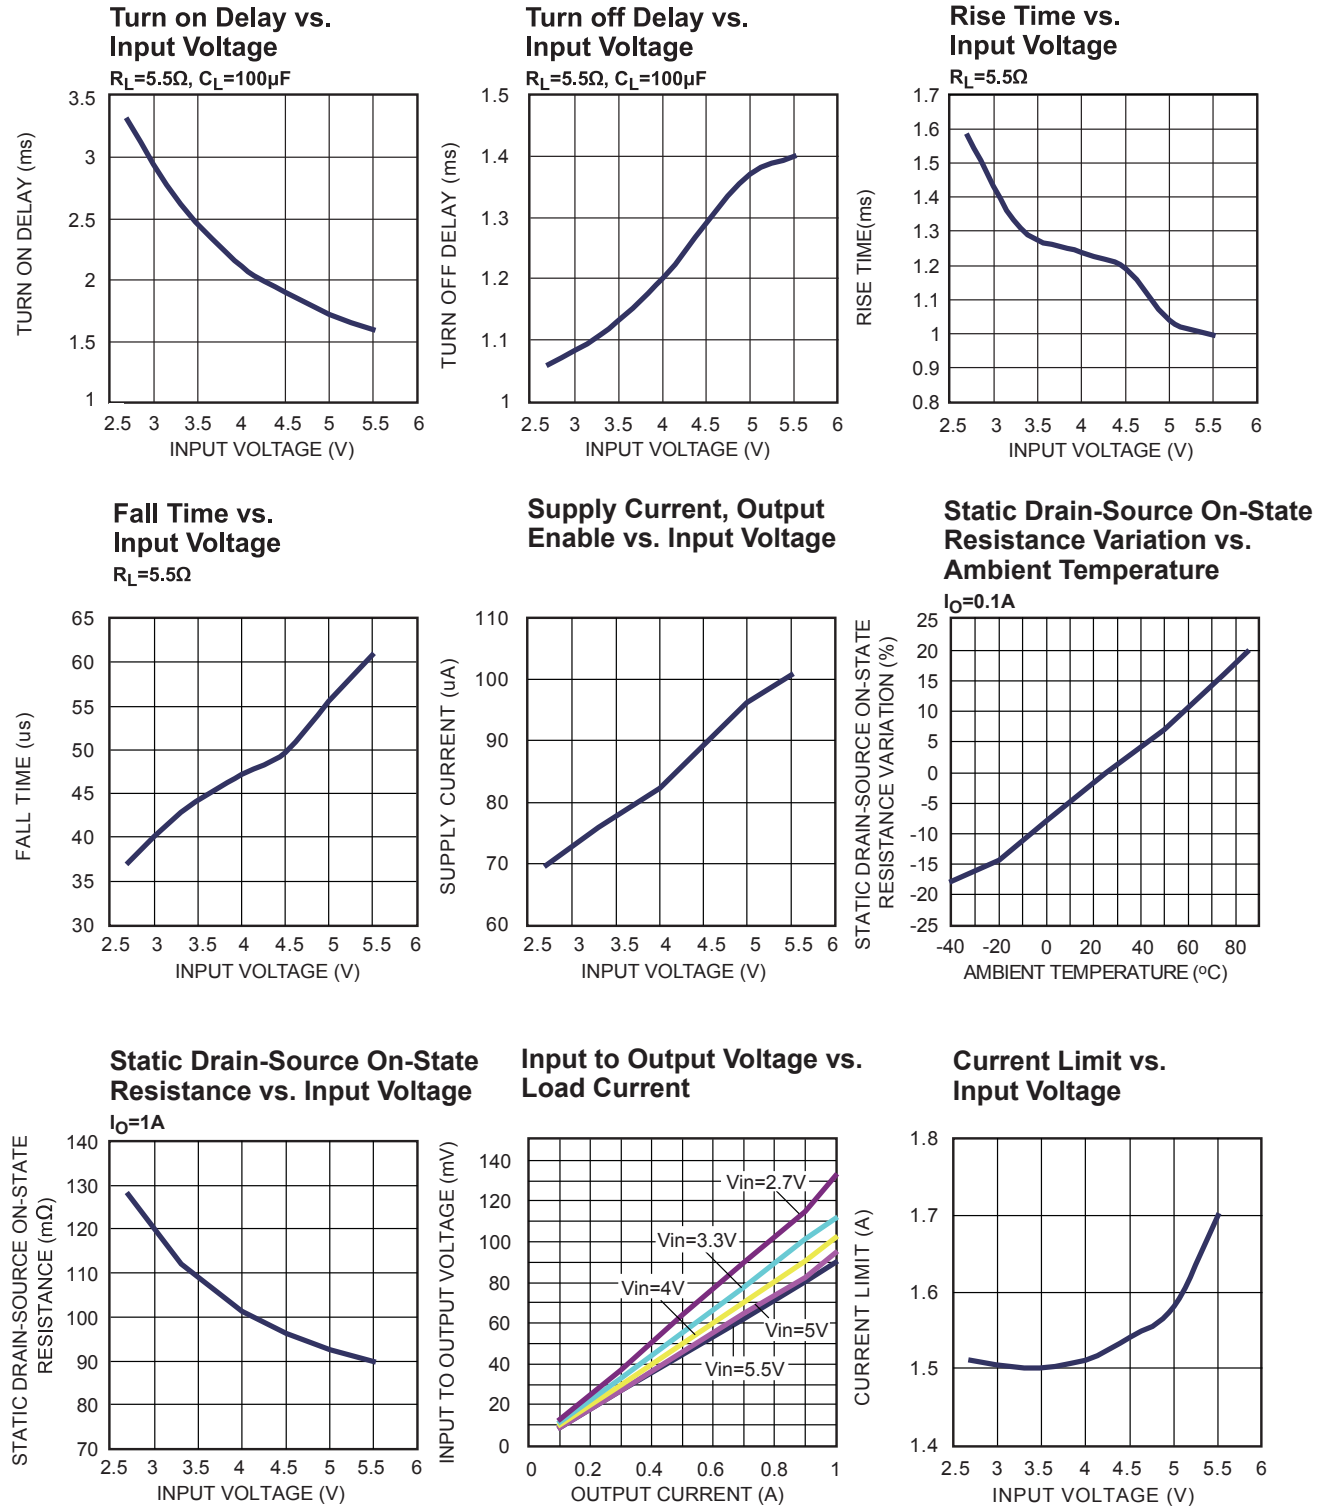 Turn on Delay vs.
Input Voltage
RL=5.5Ω, CL=100µF
3.5
3
2.5
2
1.5
1
TURN ON DELAY (ms)
2.5 3 3.5 4 4.5 5 5.5 6
INPUT VOLTAGE (V)
Turn off Delay vs.
Input Voltage
RL=5.5Ω, CL=100µF
1.5
1.4
1.3
1.2
1.1
1
TURN OFF DELAY (ms)
2.5 3 3.5 4 4.5 5 5.5 6
INPUT VOLTAGE (V)
Rise Time vs.
Input Voltage
RL=5.5Ω
1.7
1.6
1.5
1.4
1.3
1.2
1.1
1
0.9
0.8
RISE TIME(ms)
2.5 3 3.5 4 4.5 5 5.5 6
INPUT VOLTAGE (V)
Fall Time vs.
Input Voltage
RL=5.5Ω
65
60
55
50
45
40
35
30
FALL TIME (us)
2.5 3 3.5 4 4.5 5 5.5 6
INPUT VOLTAGE (V)
Supply Current, Output
Enable vs. Input Voltage
110
100
90
80
70
60
SUPPLY CURRENT (uA)
2.5 3 3.5 4 4.5 5 5.5 6
INPUT VOLTAGE (V)
Static Drain-Source On-State
Resistance Variation vs.
Ambient Temperature
IO=0.1A
25
20
15
10
5
0
-5
-10
-15
-20
-25
STATIC DRAIN-SOURCE ON-STATE
RESISTANCE VARIATION (%)
-40 -20 0 20 40 60 80
AMBIENT TEMPERATURE (ºC)
Static Drain-Source On-State
Resistance vs. Input Voltage
IO=1A
140
130
120
110
100
90
80
70
STATIC DRAIN-SOURCE ON-STATE
RESISTANCE (mΩ)
2.5 3 3.5 4 4.5 5 5.5 6
INPUT VOLTAGE (V)
Input to Output Voltage vs.
Load Current
140
120
100
80
60
40
20
0
INPUT TO OUTPUT VOLTAGE (mV)
Vin=2.7V
Vin=3.3V
Vin=4V
Vin=5V
Vin=5.5V
0 0.2 0.4 0.6 0.8 1
OUTPUT CURRENT (A)
Current Limit vs.
Input Voltage
1.8
1.7
1.6
1.5
1.4
CURRENT LIMIT (A)
2.5 3 3.5 4 4.5 5 5.5 6
INPUT VOLTAGE (V)